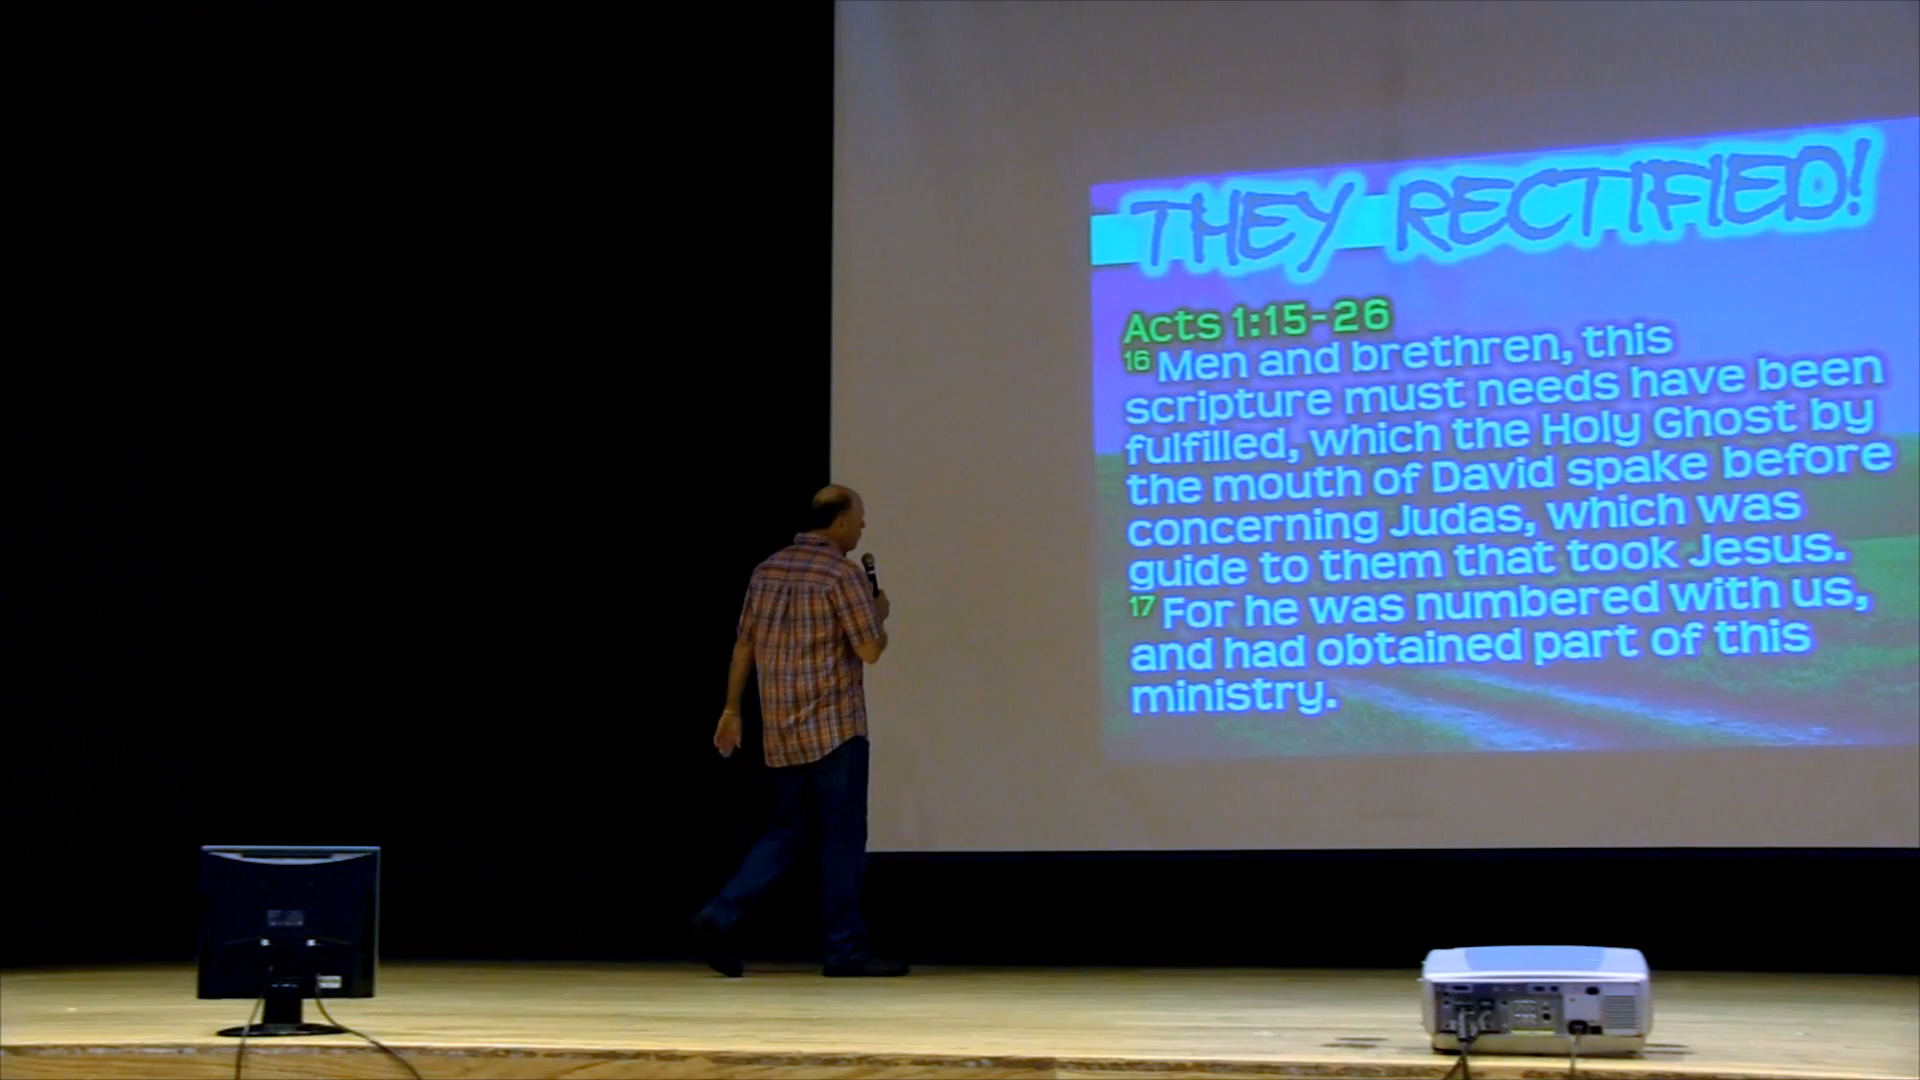 THEY RECTIFIED!
Acts 1:15-26
16 Men and brethren, this
scripture must needs have been
fulfilled, which the Holy Ghost by
the mouth of David spake before
concerning Judas, which was
guide to them that took Jesus.
17 For he was numbered with us,
and had obtained part of this
ministry.